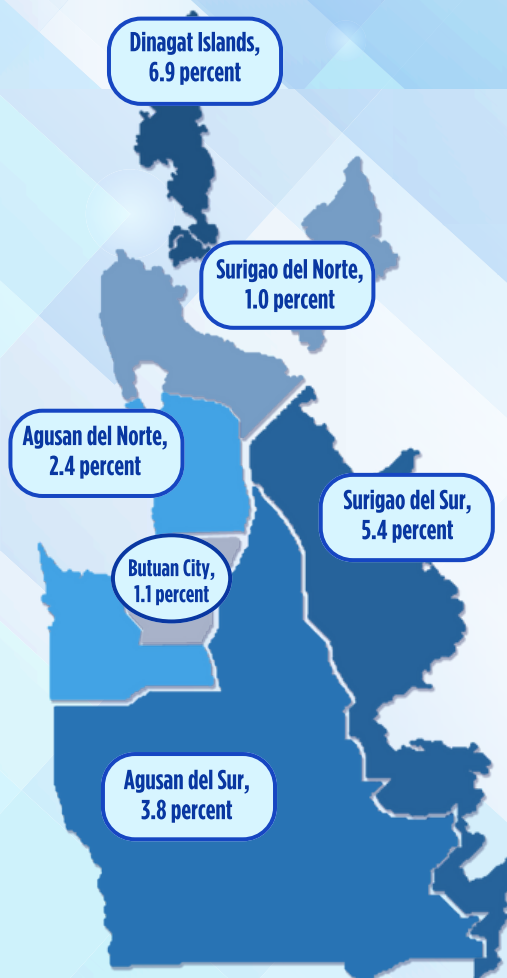 Dinagat Islands,
6.9 percent
Surigao del Norte,
1.0 percent
Agusan del Norte,
2.4 percent
Surigao del Sur,
5.4 percent
Butuan City,
1.1 percent
Agusan del Sur,
3.8 percent